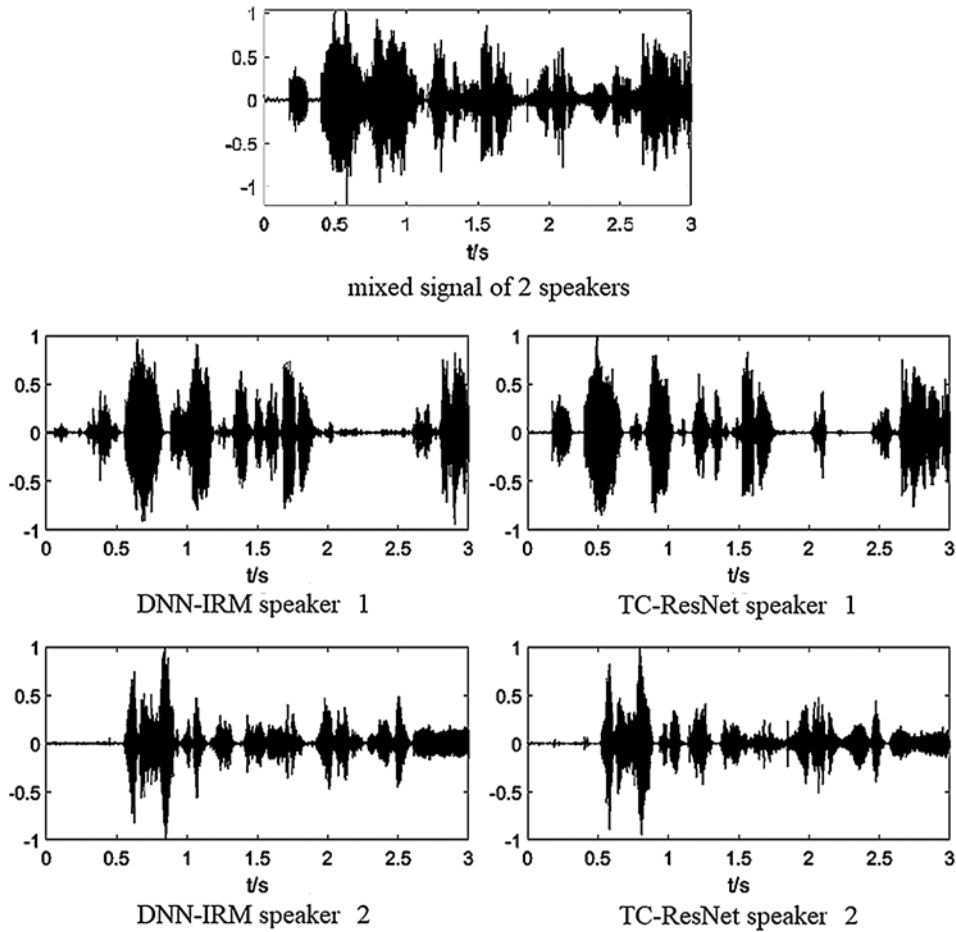 1
0.5
0
-0.5
-1
0 0.5 1 1.5 2 2.5 3
t/s
mixed signal of 2 speakers
1
0.5
0
-0.5
-1
0 0.5 1 1.5 2 2.5 3
t/s
DNN-IRM speaker 1
1
0.5
0
-0.5
-1
0 0.5 1 1.5 2 2.5 3
t/s
TC-ResNet speaker 1
1
0.5
0
-0.5
-1
0 0.5 1 1.5 2 2.5 3
t/s
DNN-IRM speaker 2
1
0.5
0
-0.5
-1
0 0.5 1 1.5 2 2.5 3
t/s
TC-ResNet speaker 2